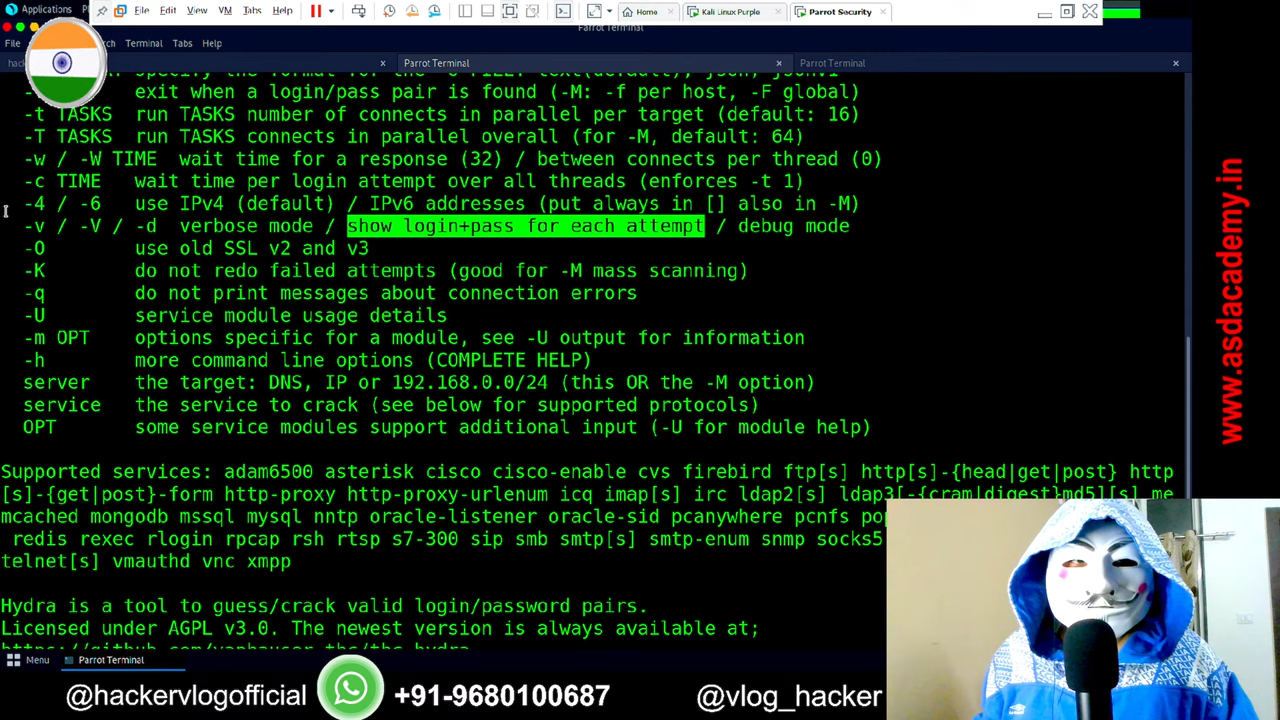 Applications
File Edit View VM Tabs Help
Home
Kali Linux Purple
Parrot Security
Parrot Terminal
File
Terminal Tabs Help
Parrot Terminal
Parrot Terminal
exit when a login/pass pair is found (-M: -f per host, -F global)
-t TASKS run TASKS number of connects in parallel per target (default: 16)
-T TASKS run TASKS connects in parallel overall (for -M, default: 64)
-w / -W TIME wait time for a response (32) / between connects per thread (0)
-c TIME wait time per login attempt over all threads (enforces -t 1)
-4 / -6 use IPv4 (default) / IPv6 addresses (put always in [] also in -M)
-v / -V / -d verbose mode / show login+pass for each attempt / debug mode
-O use old SSL v2 and v3
-K do not redo failed attempts (good for -M mass scanning)
-q do not print messages about connection errors
-U service module usage details
-m OPT options specific for a module, see -U output for information
-h more command line options (COMPLETE HELP)
server the target: DNS, IP or 192.168.0.0/24 (this OR the -M option)
service the service to crack (see below for supported protocols)
OPT some service modules support additional input (-U for module help)
Supported services: adam6500 asterisk cisco cisco-enable cvs firebird ftp[s] http[s]-{head|get|post} http
[s]-{get|post}-form http-proxy http-proxy-urlenum icq imap[s] irc ldap2[s] ldap3[-{cram|digest}md5][s] me
mcached mongodb mssql mysql nntp oracle-listener oracle-sid pcanywhere pcnfs
redis rexec rlogin rpcap rsh rtsp s7-300 sip smb smtp[s] smtp-enum snmp socks5
telnet[s] vmauthd vnc xmpp
Hydra is a tool to guess/crack valid login/password pairs.
Licensed under AGPL v3.0. The newest version is always available at;
Menu
Parrot Terminal
@hackervlogofficial
+91-9680100687
@vlog_hacker
www.asdacademy.in